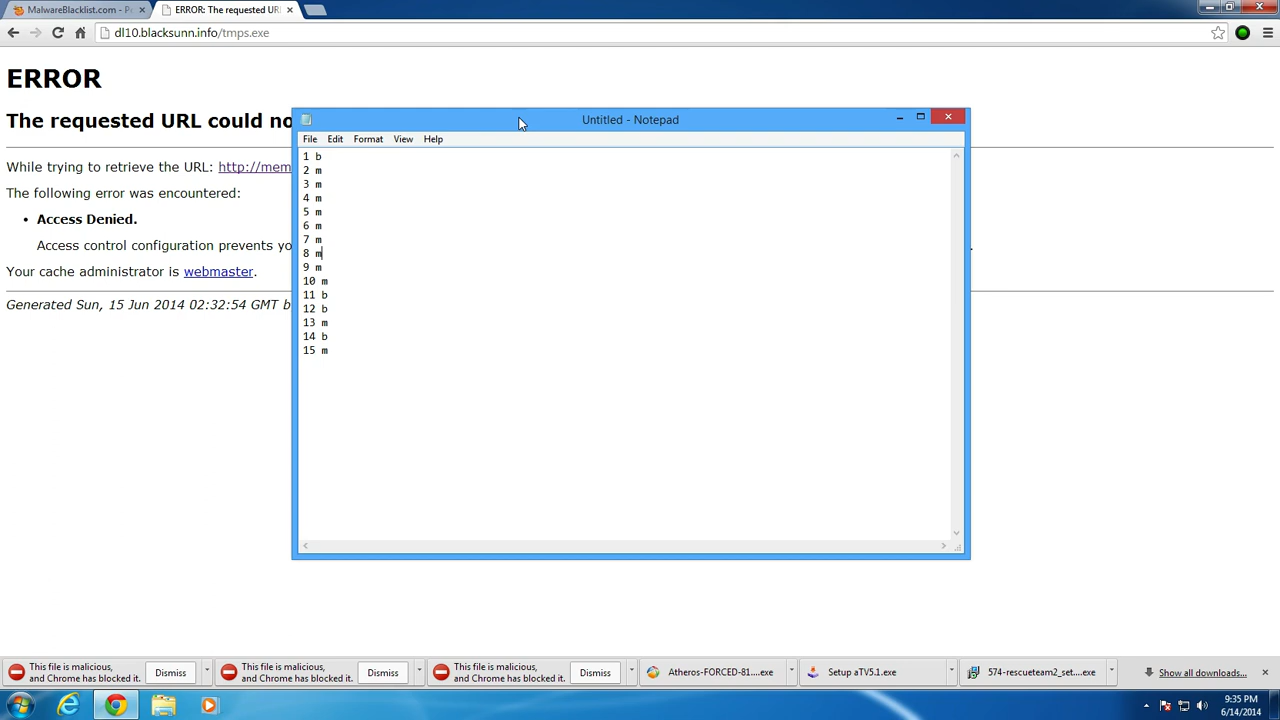 MalwareBlacklist.com - P
ERROR: The requested UR
dl10.blacksunn.info/tmps.exe
ERROR
The requested URL could no
While trying to retrieve the URL: http://mem
The following error was encountered:
• Access Denied.
Access control configuration prevents yo
Your cache administrator is webmaster.
Generated Sun, 15 Jun 2014 02:32:54 GMT b
Untitled - Notepad
File Edit Format View Help
1 b
2 m
3 m
4 m
5 m
6 m
7 m
8 m
9 m
10 m
11 b
12 b
13 m
14 b
15 m
This file is malicious,
and Chrome has blocked it.
Dismiss
This file is malicious,
and Chrome has blocked it.
Dismiss
This file is malicious,
and Chrome has blocked it.
Dismiss
Atheros-FORCED-81....exe
Setup aTV5.1.exe
574-rescueteam2_set....exe
Show all downloads...
9:35 PM
6/14/2014